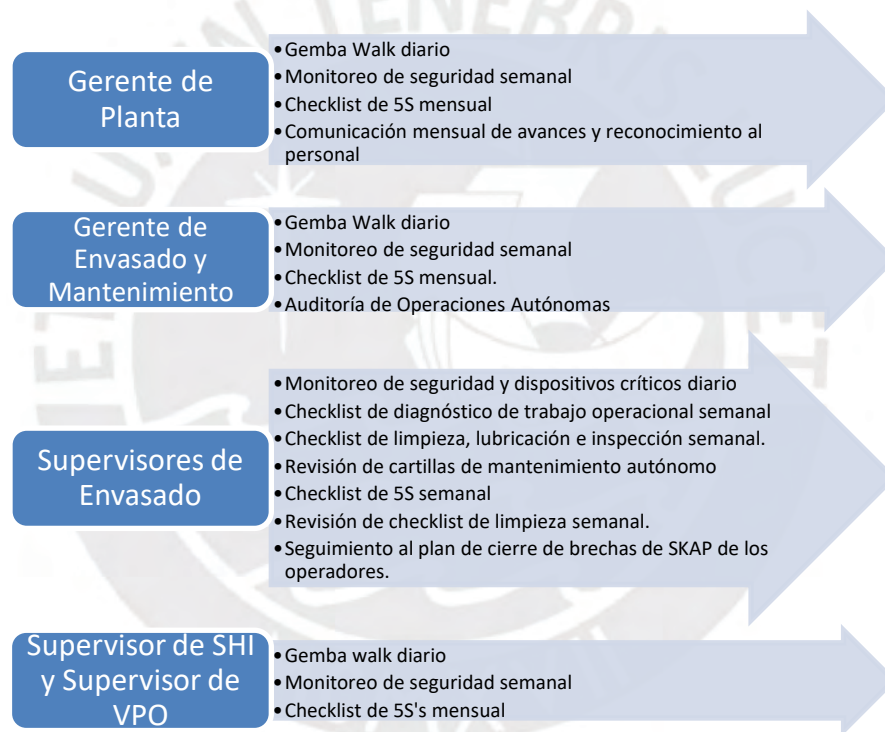 Gerente de
Planta
•Gemba Walk diario
•Monitoreo de seguridad semanal
•Checklist de 5S mensual
•Comunicación mensual de avances y reconocimiento al
personal
Gerente de
Envasado y
Mantenimiento
•Gemba Walk diario
•Monitoreo de seguridad semanal
•Checklist de 5S mensual.
•Auditoría de Operaciones Autónomas
Supervisores de
Envasado
•Monitoreo de seguridad y dispositivos críticos diario
•Checklist de diagnóstico de trabajo operacional semanal
•Checklist de limpieza, lubricación e inspección semanal.
•Revisión de cartillas de mantenimiento autónomo
•Checklist de 5S semanal
•Revisión de checklist de limpieza semanal.
•Seguimiento al plan de cierre de brechas de SKAP de los
operadores.
Supervisor de SHI
y Supervisor de
VPO
•Gemba walk diario
•Monitoreo de seguridad semanal
•Checklist de 5S's mensual